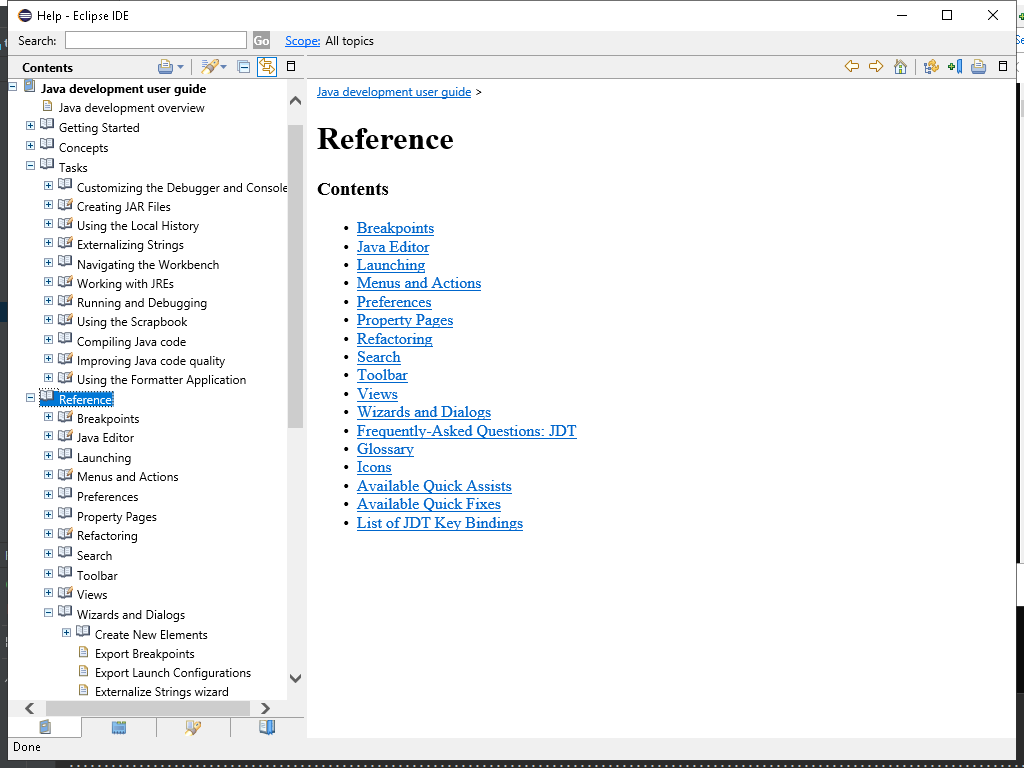 Help - Eclipse IDE
Search:
Go
Scope: All topics
Contents
Java development user guide
Java development overview
Getting Started
Concepts
Tasks
Customizing the Debugger and Console
Creating JAR Files
Using the Local History
Externalizing Strings
Navigating the Workbench
Working with JREs
Running and Debugging
Using the Scrapbook
Compiling Java code
Improving Java code quality
Using the Formatter Application
Reference
Breakpoints
Java Editor
Launching
Menus and Actions
Preferences
Property Pages
Refactoring
Search
Toolbar
Views
Wizards and Dialogs
Create New Elements
Export Breakpoints
Export Launch Configurations
Externalize Strings wizard
Java development user guide >
Reference
Contents
• Breakpoints
• Java Editor
• Launching
• Menus and Actions
• Preferences
• Property Pages
• Refactoring
• Search
• Toolbar
• Views
• Wizards and Dialogs
• Frequently-Asked Questions: JDT
• Glossary
• Icons
• Available Quick Assists
• Available Quick Fixes
• List of JDT Key Bindings
Done